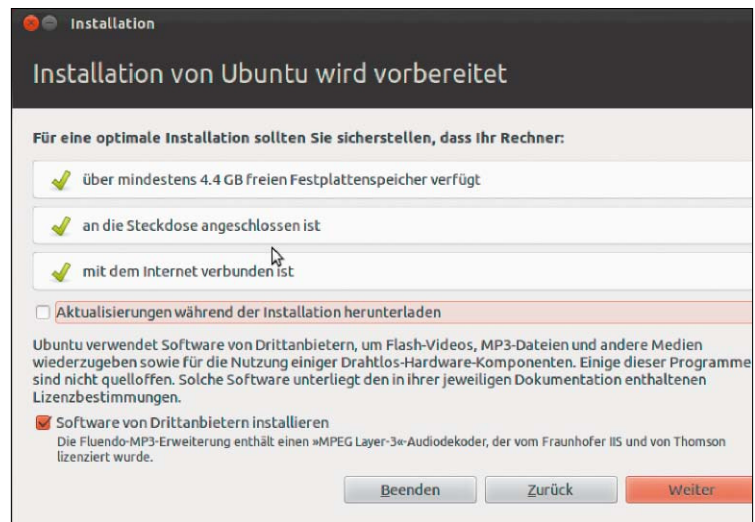 Installation
Installation von Ubuntu wird vorbereitet
Für eine optimale Installation sollten Sie sicherstellen, dass Ihr Rechner:
über mindestens 4.4 GB freien Festplattenspeicher verfügt
an die Steckdose angeschlossen ist
mit dem Internet verbunden ist
Aktualisierungen während der Installation herunterladen
Ubuntu verwendet Software von Drittanbietern, um Flash-Videos, MP3-Dateien und andere Medien
wiederzugeben sowie für die Nutzung einiger Drahtlos-Hardware-Komponenten. Einige dieser Programme
sind nicht quelloffen. Solche Software unterliegt den in ihrer jeweiligen Dokumentation enthaltenen
Lizenzbestimmungen.
Software von Drittanbietern installieren
Die Fluendo-MP3-Erweiterung enthält einen »MPEG Layer-3«-Audiodekoder, der vom Fraunhofer IIS und von Thomson
lizenziert wurde.
Beenden
Zurück
Weiter